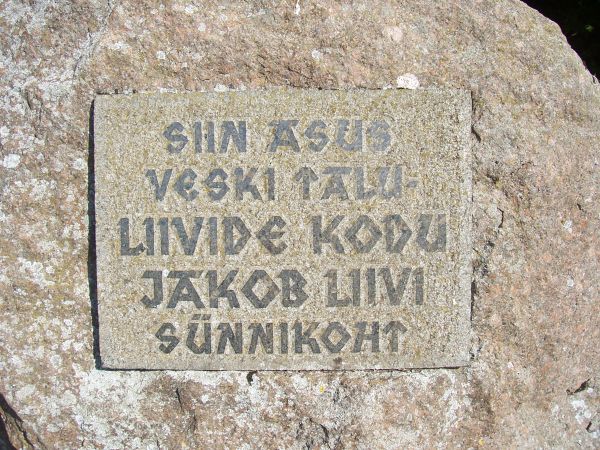 SIIN ASUS
VESKI TALU-
LIIVIDE KODU
JAKOB LIIVI
SÜNNIKOHT